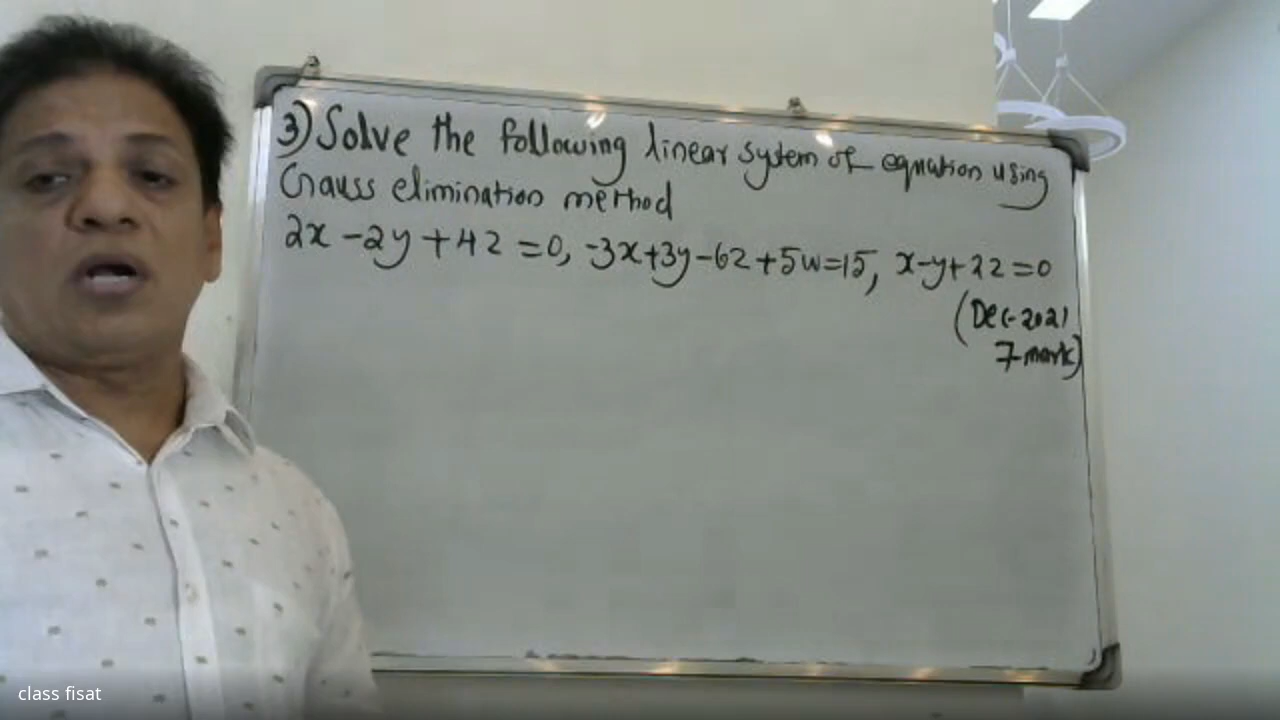 3) Solve the following linear system of equation using
Gauss elimination method
2x -2y +4z =0, -3x+3y-6z+5w=15, x-y+2z=0
(Dec-2021
7 mark)
class fisat